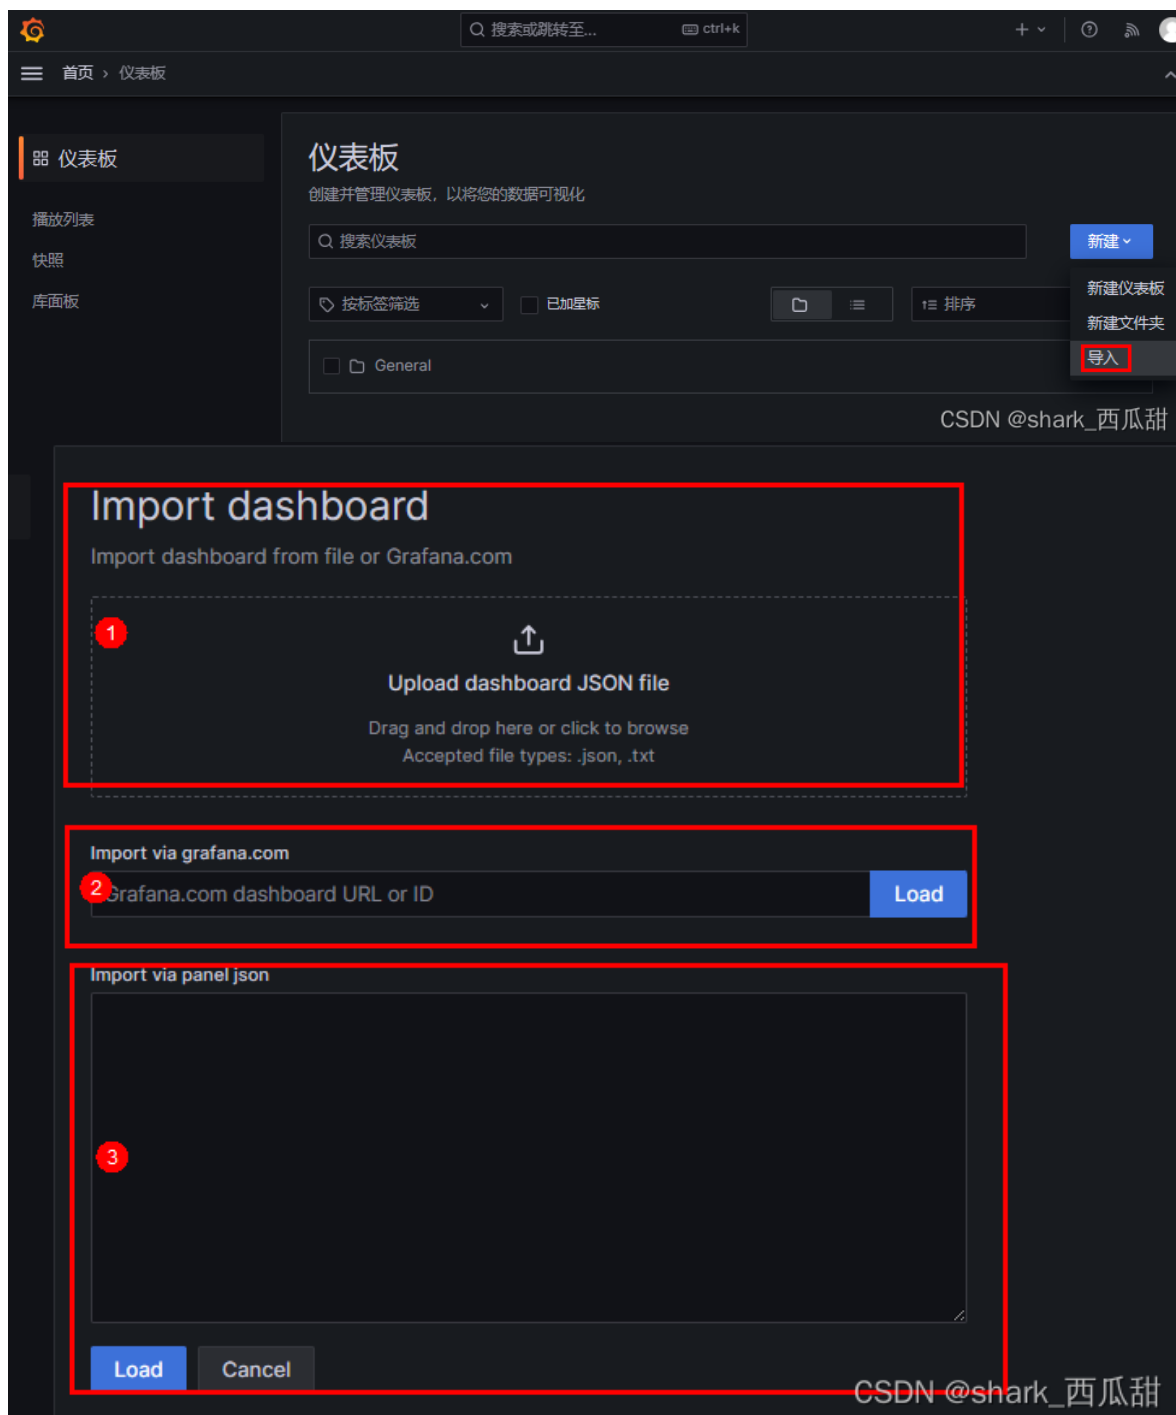 搜索或跳转至... ctrl+k
首页 › 仪表板
仪表板
播放列表
快照
库面板
仪表板
创建并管理仪表板，以将您的数据可视化
搜索仪表板
新建
按标签筛选
已加星标
排序
新建仪表板
新建文件夹
导入
General
CSDN @shark_西瓜甜
Import dashboard
Import dashboard from file or Grafana.com
1
Upload dashboard JSON file
Drag and drop here or click to browse
Accepted file types: .json, .txt
Import via grafana.com
2
Grafana.com dashboard URL or ID
Load
Import via panel json
3
Load Cancel
CSDN @shark_西瓜甜